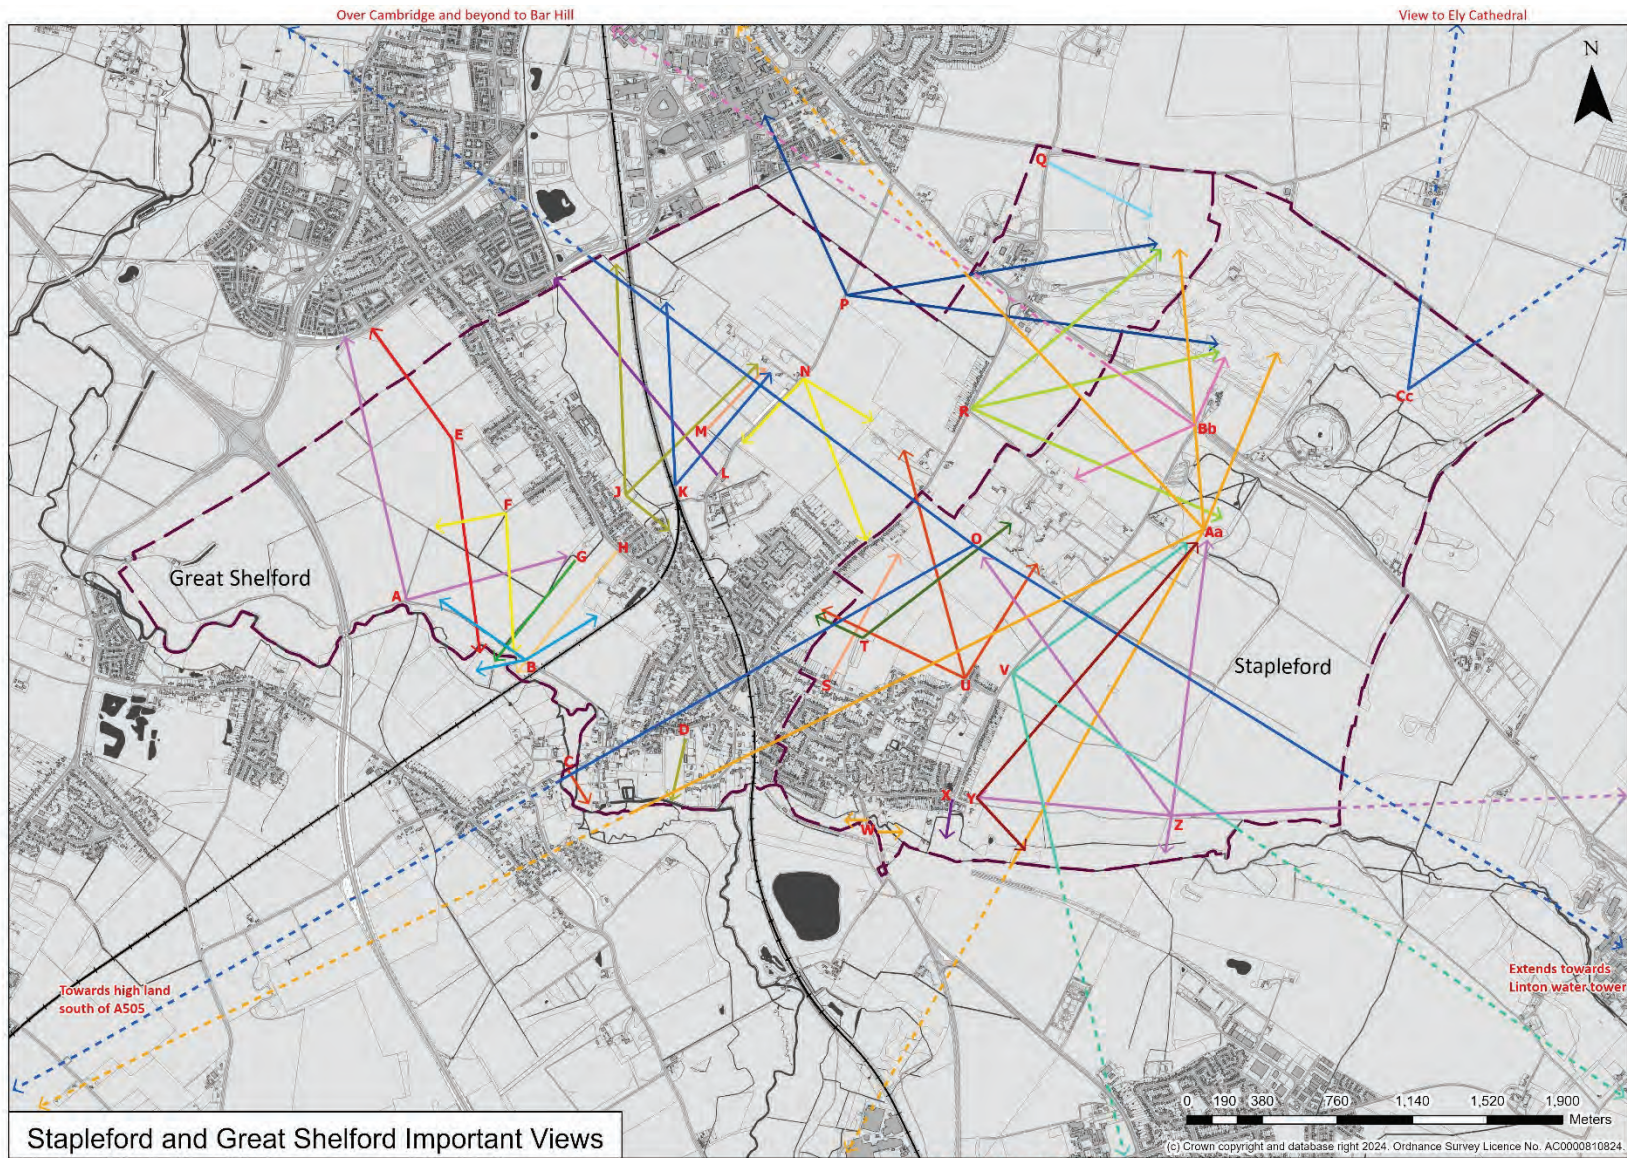 Over Cambridge and beyond to Bar Hill
View to Ely Cathedral
N
Q
P
N
R
Cc
Bb
E
M
L
J
K
F
O
Aa
H
G
Great Shelford
A
T
B
V
Stapleford
S
U
D
C
X
Y
Z
W
Towards high land
south of A505
Extends towards
Linton water tower
0 190 380 760 1,140 1,520 1,900
Meters
Stapleford and Great Shelford Important Views
(c) Crown copyright and database right 2024. Ordnance Survey Licence No. AC0000810824.